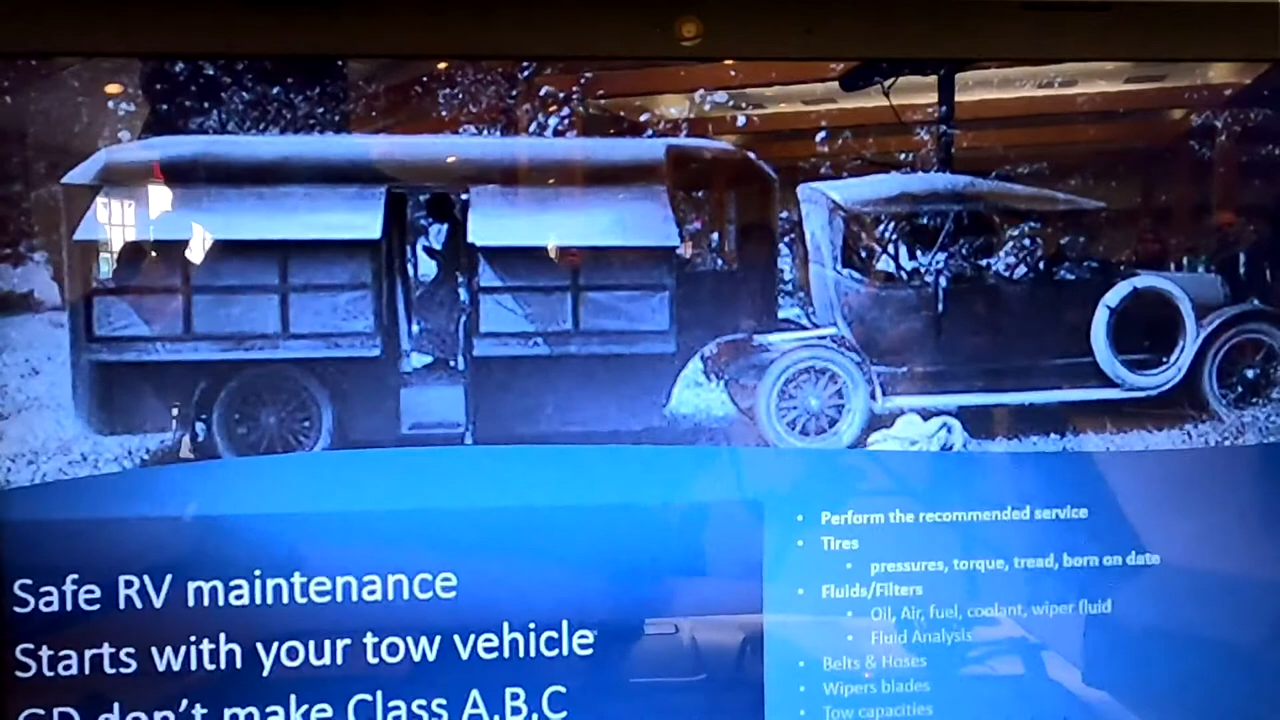 Safe RV maintenance
Starts with your tow vehicle
GD don't make Class A,B,C
• Perform the recommended service
• Tires
• pressures, torque, tread, born on date
• Fluids/Filters
• Oil, Air, fuel, coolant, wiper fluid
• Fluid Analysis
• Belts & Hoses
• Wipers blades
• Tow capacities